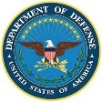 DEPARTMENT OF DEFENSE
UNITED STATES OF AMERICA